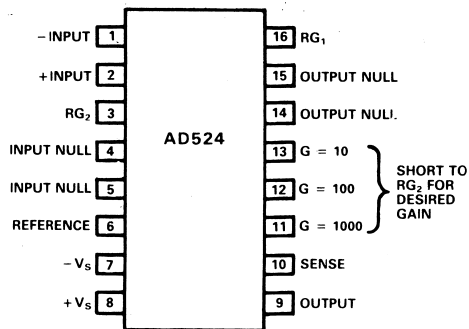 - INPUT 1
+ INPUT 2
RG₂ 3
INPUT NULL 4
INPUT NULL 5
REFERENCE 6
- Vs 7
+ Vs 8
AD524
16 RG₁
15 OUTPUT NULL
14 OUTPUT NULL
13 G = 10
12 G = 100
11 G = 1000
10 SENSE
9 OUTPUT
SHORT TO
RG₂ FOR
DESIRED
GAIN